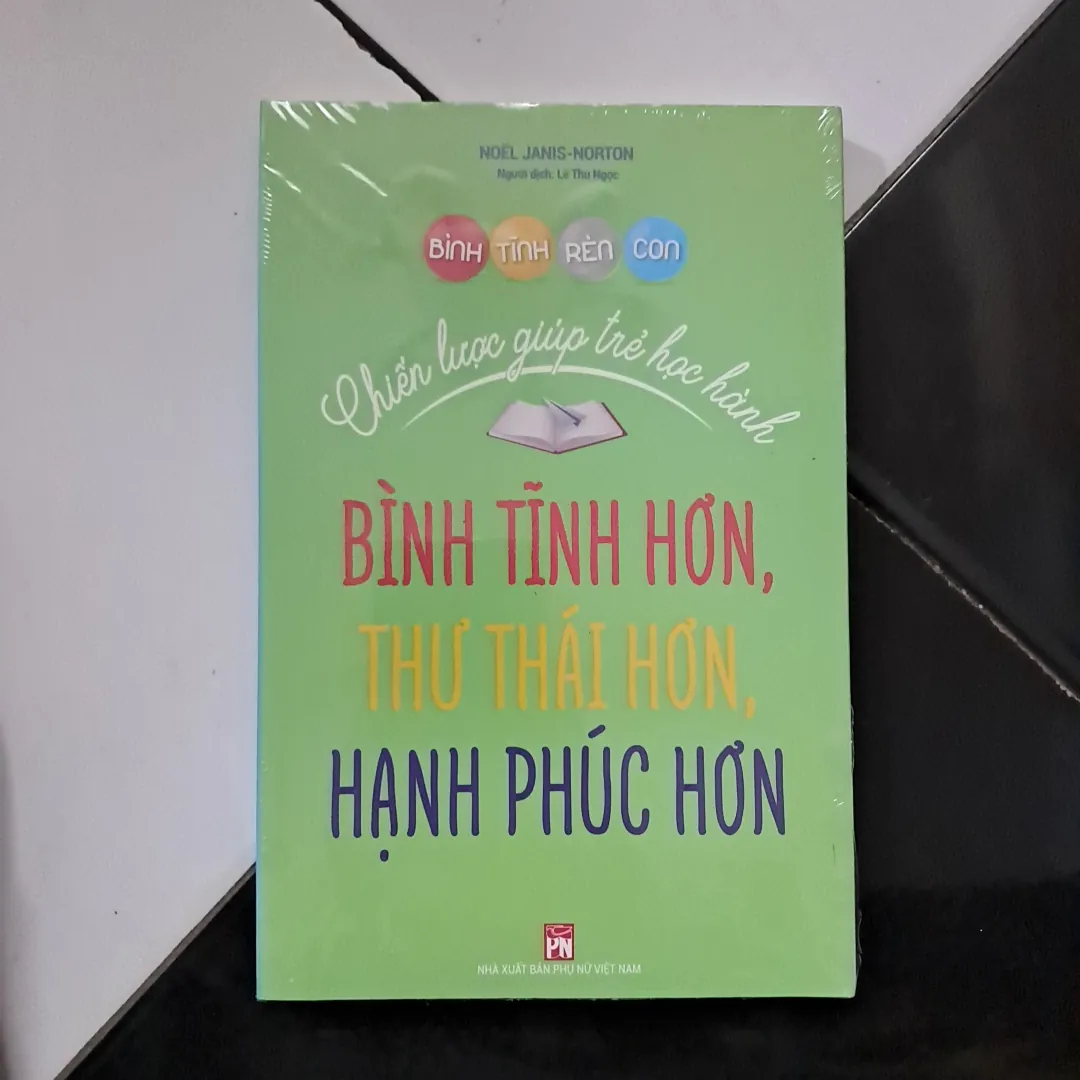 NOËL JANIS-NORTON
Người dịch: Lê Thu Ngọc
BÌNH TĨNH RÈN CON
Chiến lược giúp trẻ học hành
BÌNH TĨNH HƠN,
THƯ THÁI HƠN,
HẠNH PHÚC HƠN
PN
NHÀ XUẤT BẢN PHỤ NỮ VIỆT NAM